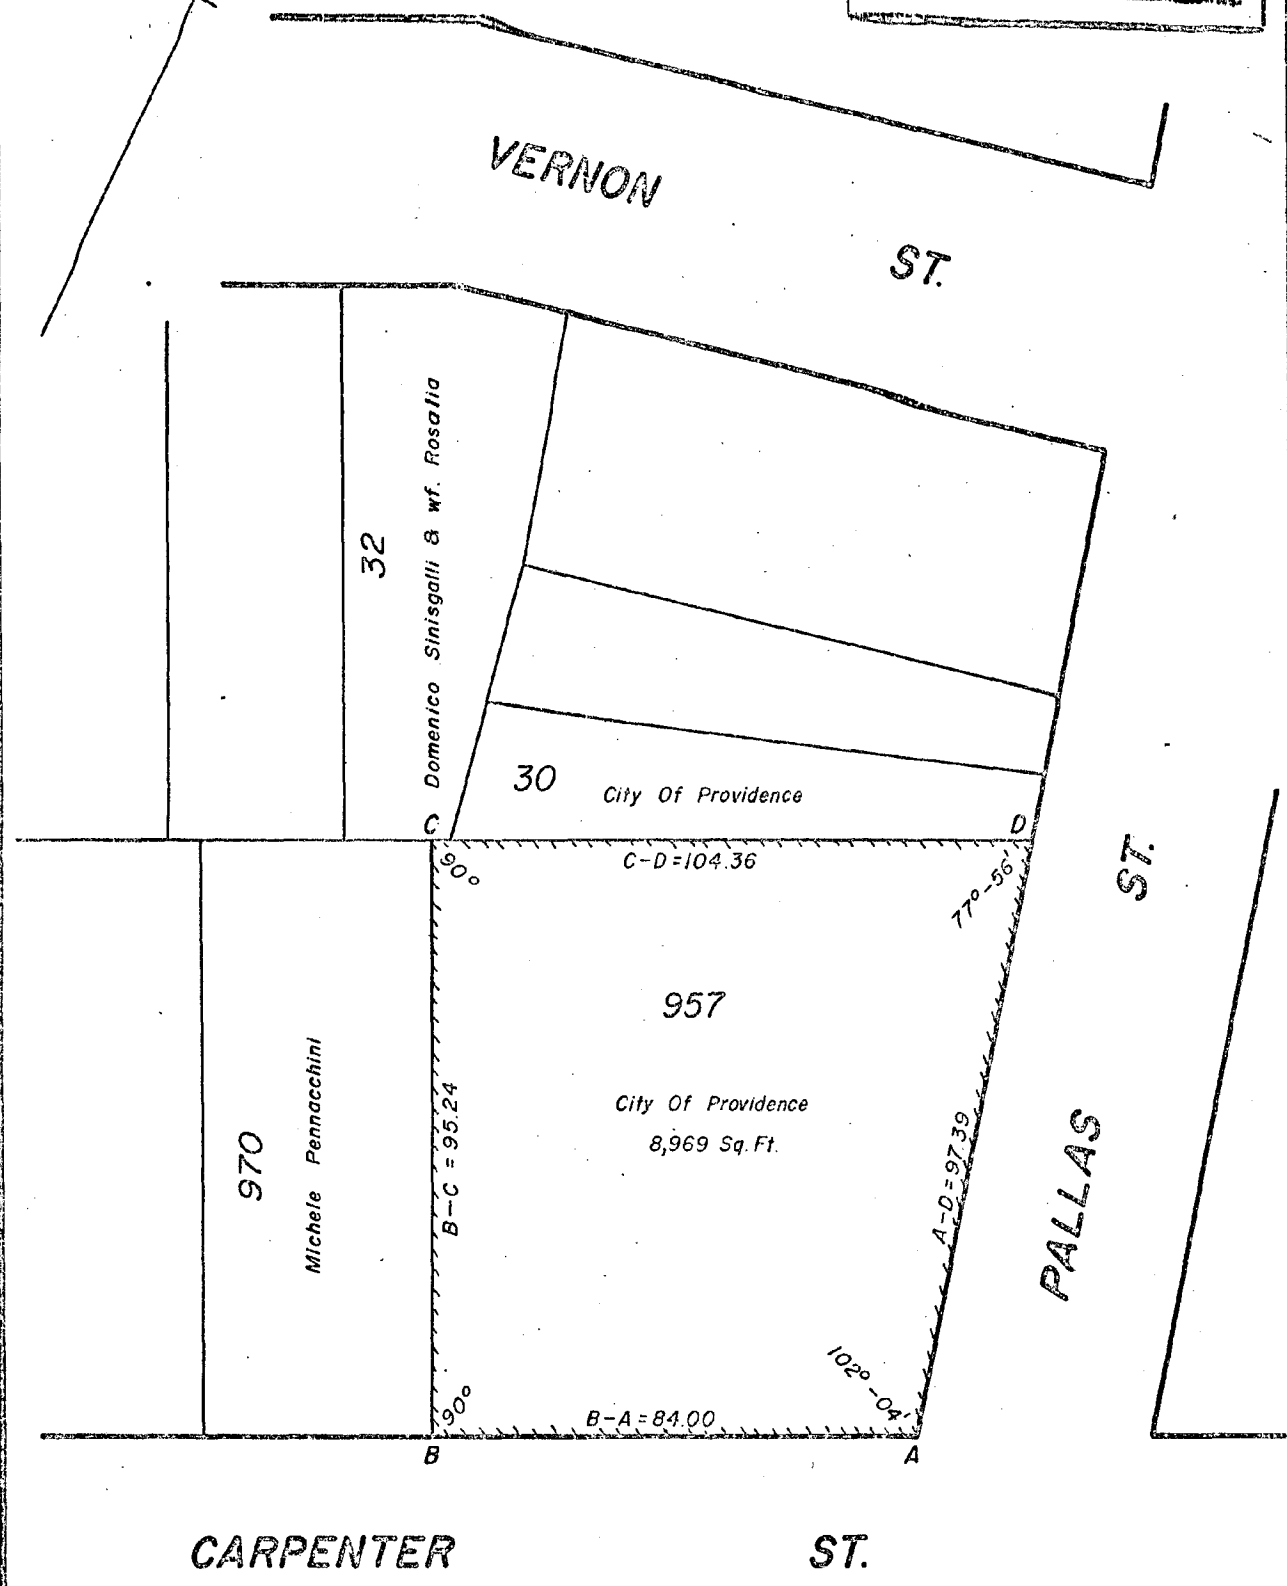 VERNON ST.
32
Domenico Sinisgalli & wf. Rosalia
30
City Of Providence
C
D
C-D=104.36
90°
77°-56'
ST.
957
City Of Providence
8,969 Sq. Ft.
970
Michele Pennacchini
B-C = 95.24
A-D=97.39
PALLAS
102°-04'
90°
B-A=84.00
B
A
CARPENTER ST.